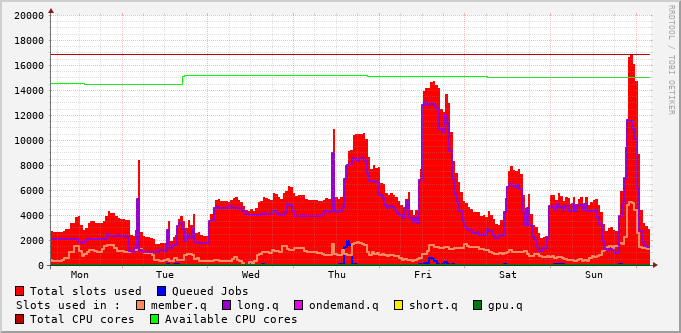 20000
18000
16000
14000
12000
10000
8000
6000
4000
2000
0
Mon Tue Wed Thu Fri Sat Sun
Total slots used Queued Jobs
Slots used in : member.q long.q ondemand.q short.q gpu.q
Total CPU cores Available CPU cores
RRDTOOL / TOBI OETIKER